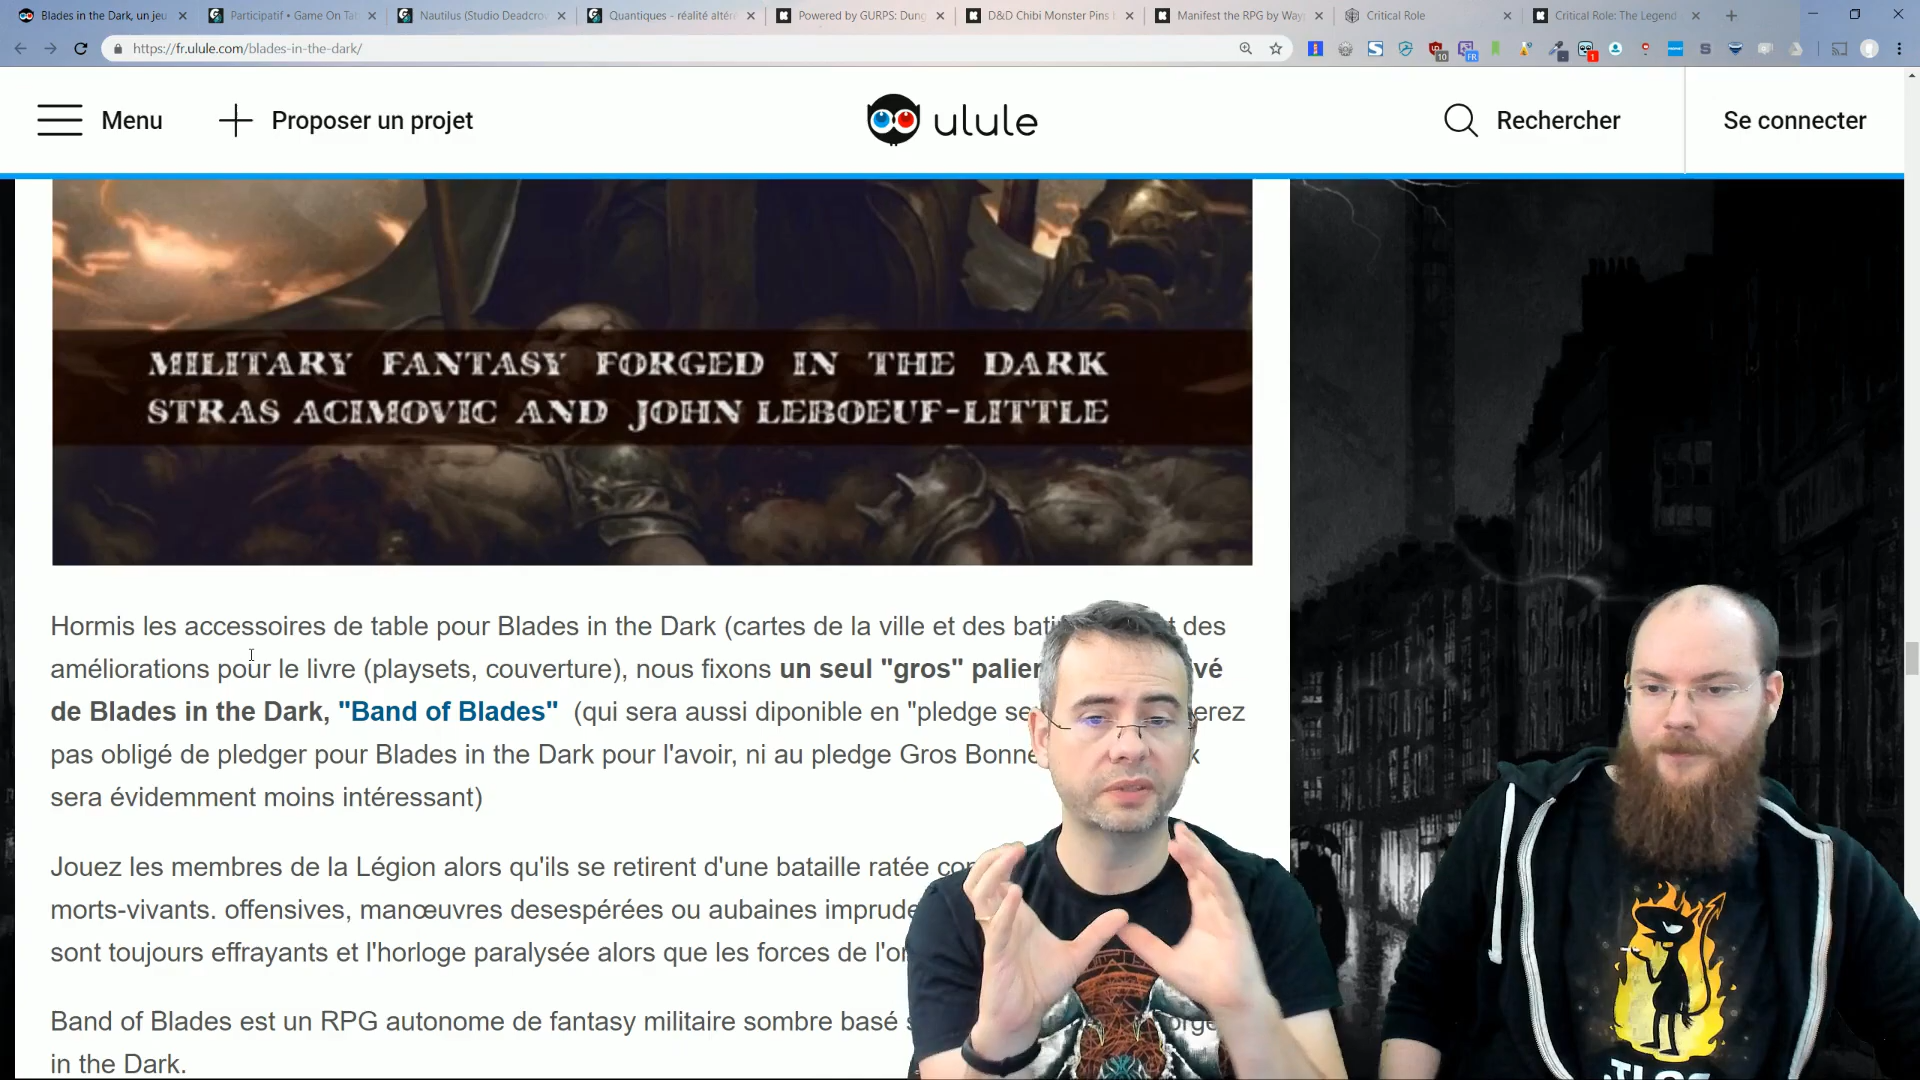 Blades in the Dark, un jeu
Participatif • Game On Tab
Nautilus (Studio Deadcro
Quantiques - réalité altér
Powered by GURPS: Dung
D&D Chibi Monster Pins
Manifest the RPG by Way
Critical Role
Critical Role: The Legend
https://fr.ulule.com/blades-in-the-dark/
Menu
Proposer un projet
ulule
Rechercher
Se connecter
MILITARY FANTASY FORGED IN THE DARK
STRAS ACIMOVIC AND JOHN LEBOEUF-LITTLE
Hormis les accessoires de table pour Blades in the Dark (cartes de la ville et des bati des
améliorations pour le livre (playsets, couverture), nous fixons un seul "gros" palier vé
de Blades in the Dark, "Band of Blades" (qui sera aussi diponible en "pledge se erez
pas obligé de pledger pour Blades in the Dark pour l'avoir, ni au pledge Gros Bonne x
sera évidemment moins intéressant)
Jouez les membres de la Légion alors qu'ils se retirent d'une bataille ratée co
morts-vivants. offensives, manœuvres desespérées ou aubaines imprude
sont toujours effrayants et l'horloge paralysée alors que les forces de l'o
Band of Blades est un RPG autonome de fantasy militaire sombre basé s orge
in the Dark.